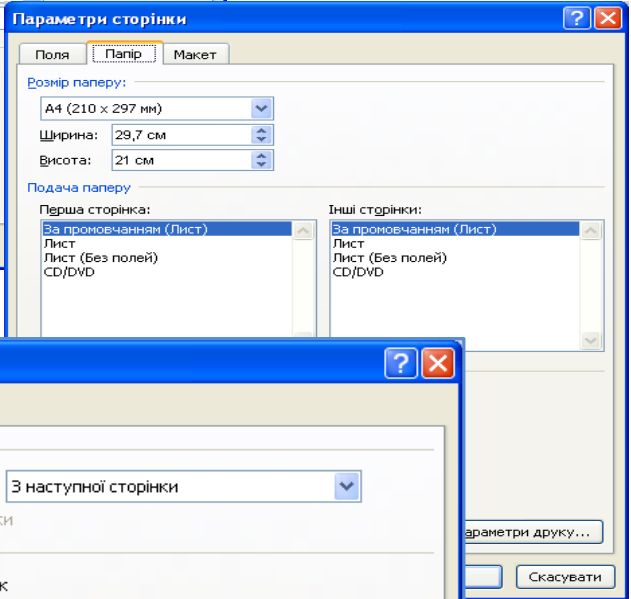 Параметри сторінки
Поля Папір Макет
Розмір паперу:
A4 (210 x 297 мм)
Ширина: 29,7 см
Висота: 21 см
Подача паперу
Перша сторінка: Інші сторінки:
За промовчанням (Лист) За промовчанням (Лист)
Лист Лист
Лист (Без полей) Лист (Без полей)
CD/DVD CD/DVD
З наступної сторінки
араметри друку...
Скасувати